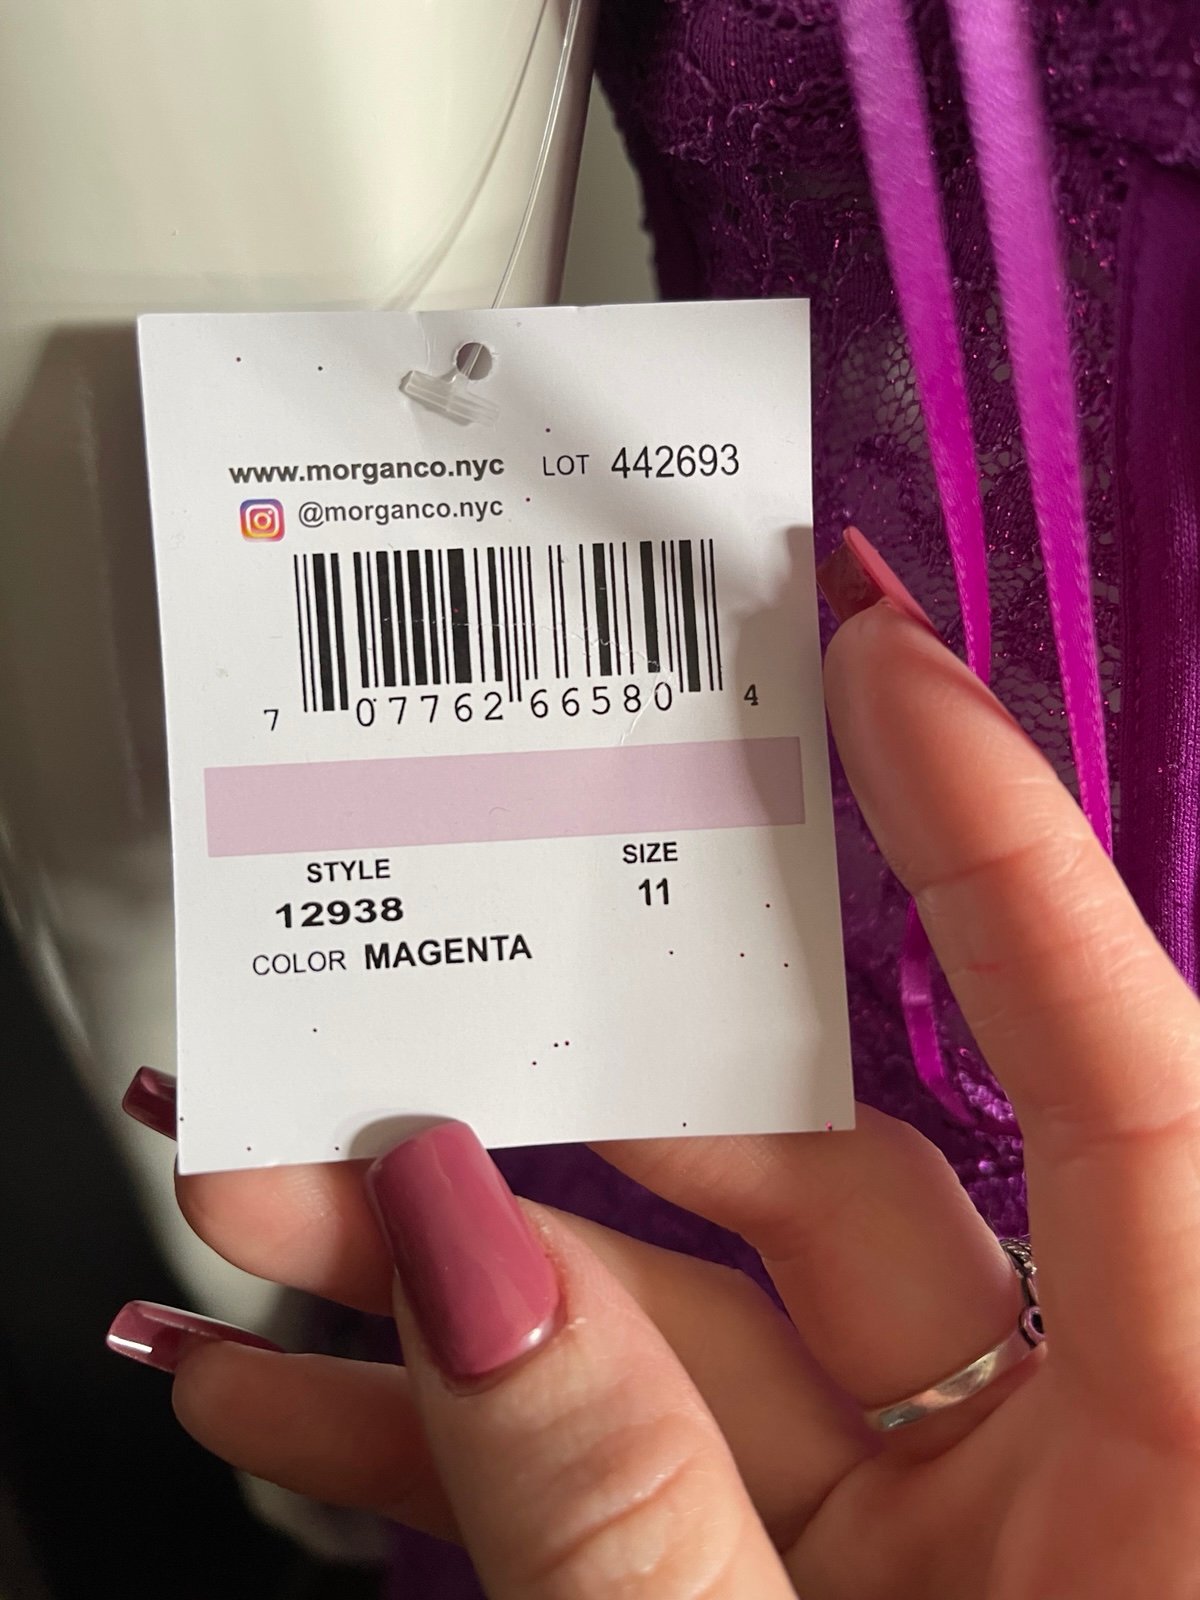 www.morganco.nyc LOT 442693
@morganco.nyc
7 07762 66580 4
STYLE SIZE
12938 11
COLOR MAGENTA